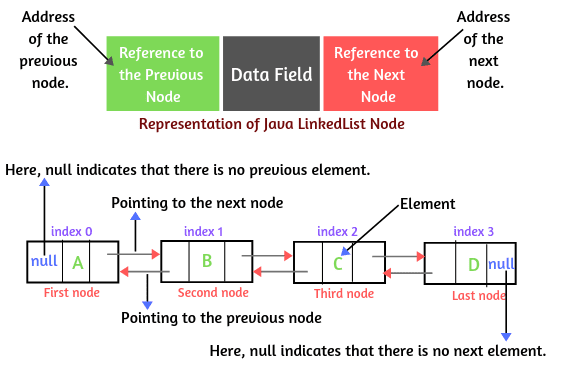 Address
of the
previous
node.
Reference to
the Previous
Node
Data Field
Reference to
the Next
Node
Address
of the
next
node.
Representation of Java LinkedList Node
Here, null indicates that there is no previous element.
Pointing to the next node
Element
index 0
index 1
index 2
index 3
null
A
B
C
D
null
First node
Second node
Third node
Last node
Pointing to the previous node
Here, null indicates that there is no next element.